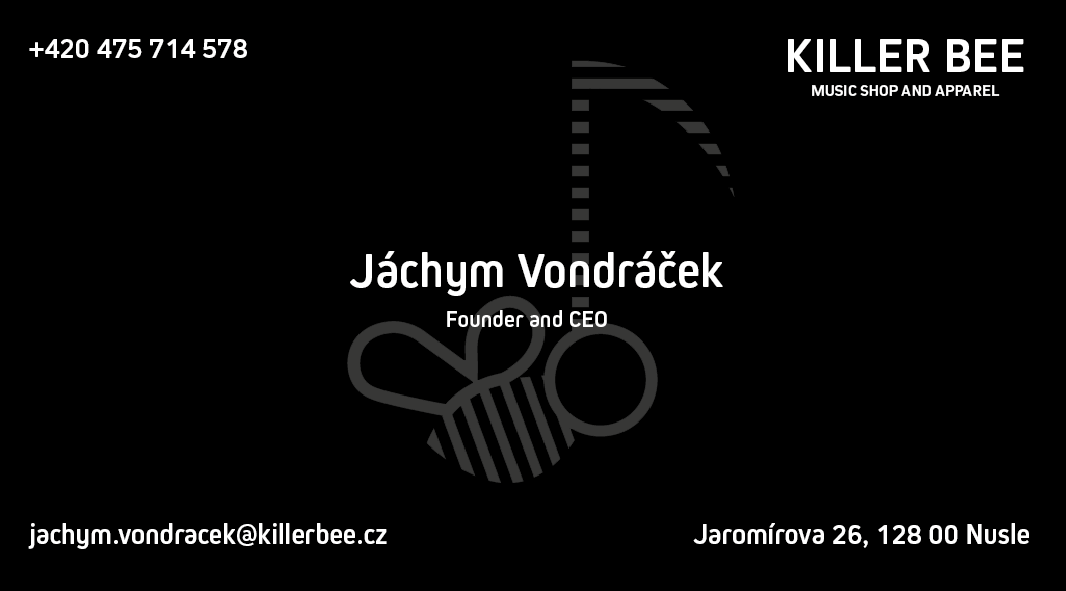 +420 475 714 578
KILLER BEE
MUSIC SHOP AND APPAREL
Jáchym Vondráček
Founder and CEO
jachym.vondracek@killerbee.cz
Jaromírova 26, 128 00 Nusle